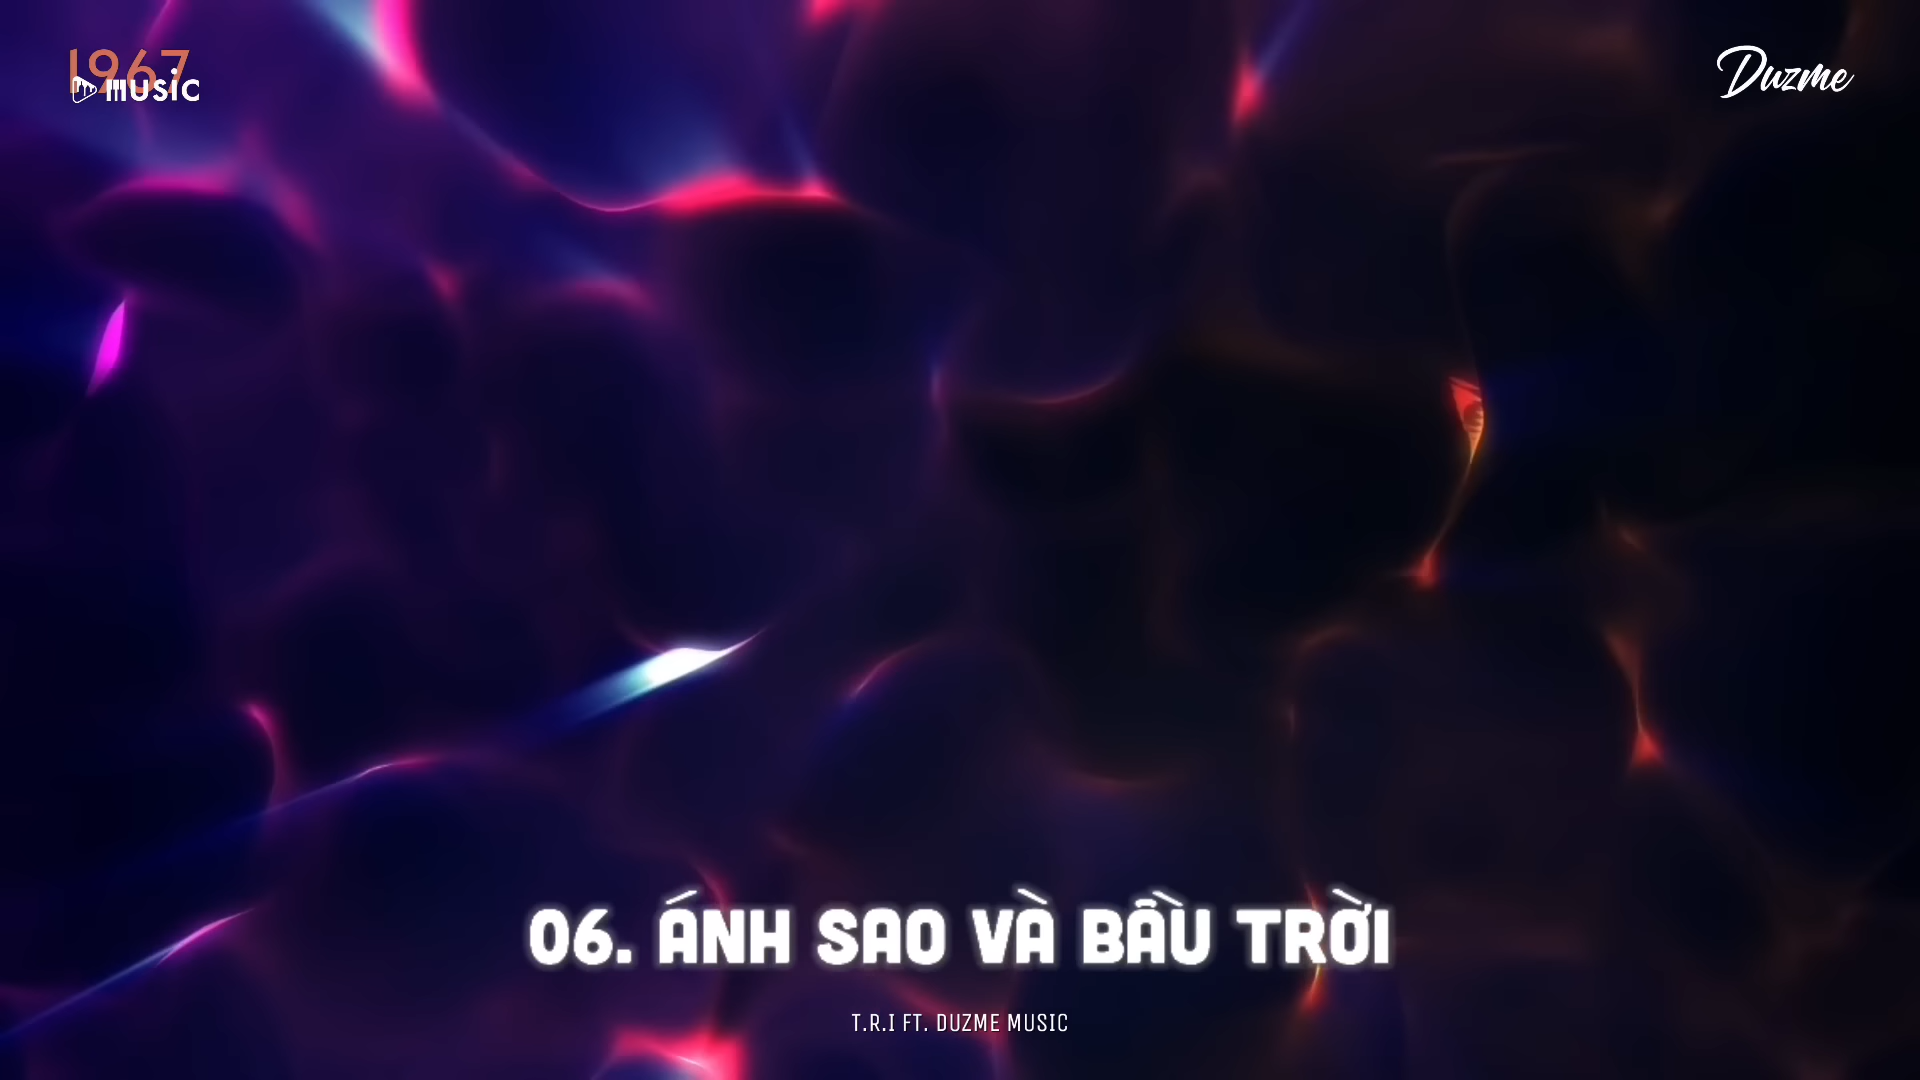 1967
music
Duzme
06. ÁNH SAO VÀ BẦU TRỜI
T.R.I FT. DUZME MUSIC